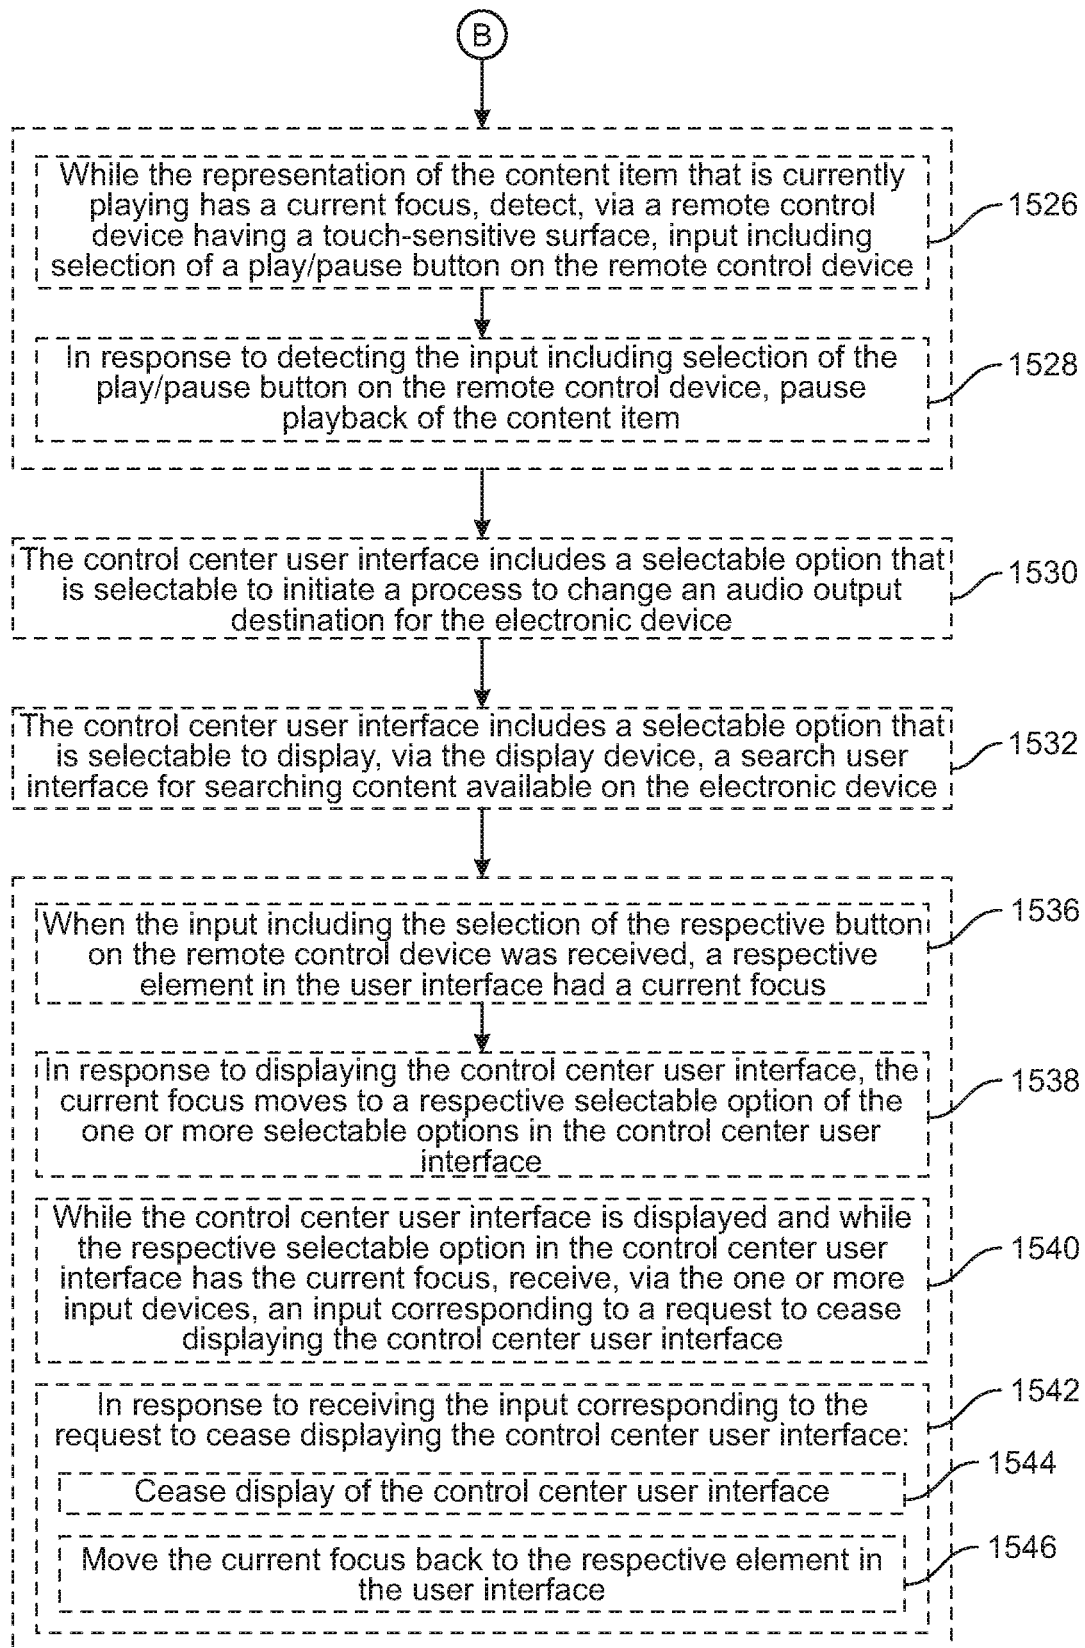 B
While the representation of the content item that is currently
playing has a current focus, detect, via a remote control
device having a touch-sensitive surface, input including
selection of a play/pause button on the remote control device
1526
In response to detecting the input including selection of the
play/pause button on the remote control device, pause
playback of the content item
1528
The control center user interface includes a selectable option that
is selectable to initiate a process to change an audio output
destination for the electronic device
1530
The control center user interface includes a selectable option that
is selectable to display, via the display device, a search user
interface for searching content available on the electronic device
1532
When the input including the selection of the respective button
on the remote control device was received, a respective
element in the user interface had a current focus
1536
In response to displaying the control center user interface, the
current focus moves to a respective selectable option of the
one or more selectable options in the control center user
interface
1538
While the control center user interface is displayed and while
the respective selectable option in the control center user
interface has the current focus, receive, via the one or more
input devices, an input corresponding to a request to cease
displaying the control center user interface
1540
In response to receiving the input corresponding to the
request to cease displaying the control center user interface:
1542
Cease display of the control center user interface
1544
Move the current focus back to the respective element in
the user interface
1546